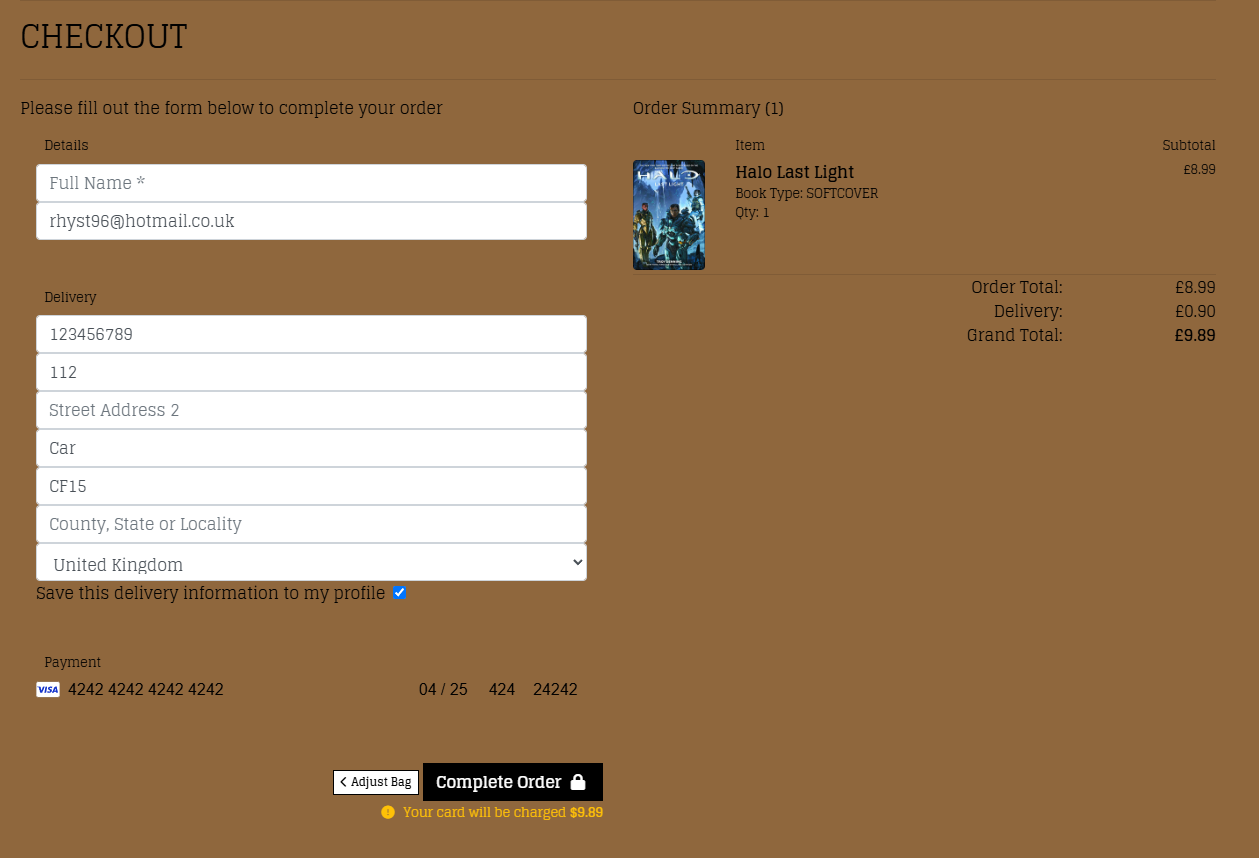 CHECKOUT
Please fill out the form below to complete your order
Details
Full Name *
rhyst96@hotmail.co.uk
Delivery
123456789
112
Street Address 2
Car
CF15
County, State or Locality
United Kingdom
Save this delivery information to my profile
Payment
VISA 4242 4242 4242 4242 04 / 25 424 24242
Adjust Bag Complete Order
Your card will be charged $9.89
Order Summary (1)
Item Subtotal
HALO
LAST LIGHT
Halo Last Light £8.99
Book Type: SOFTCOVER
Qty: 1
Order Total: £8.99
Delivery: £0.90
Grand Total: £9.89